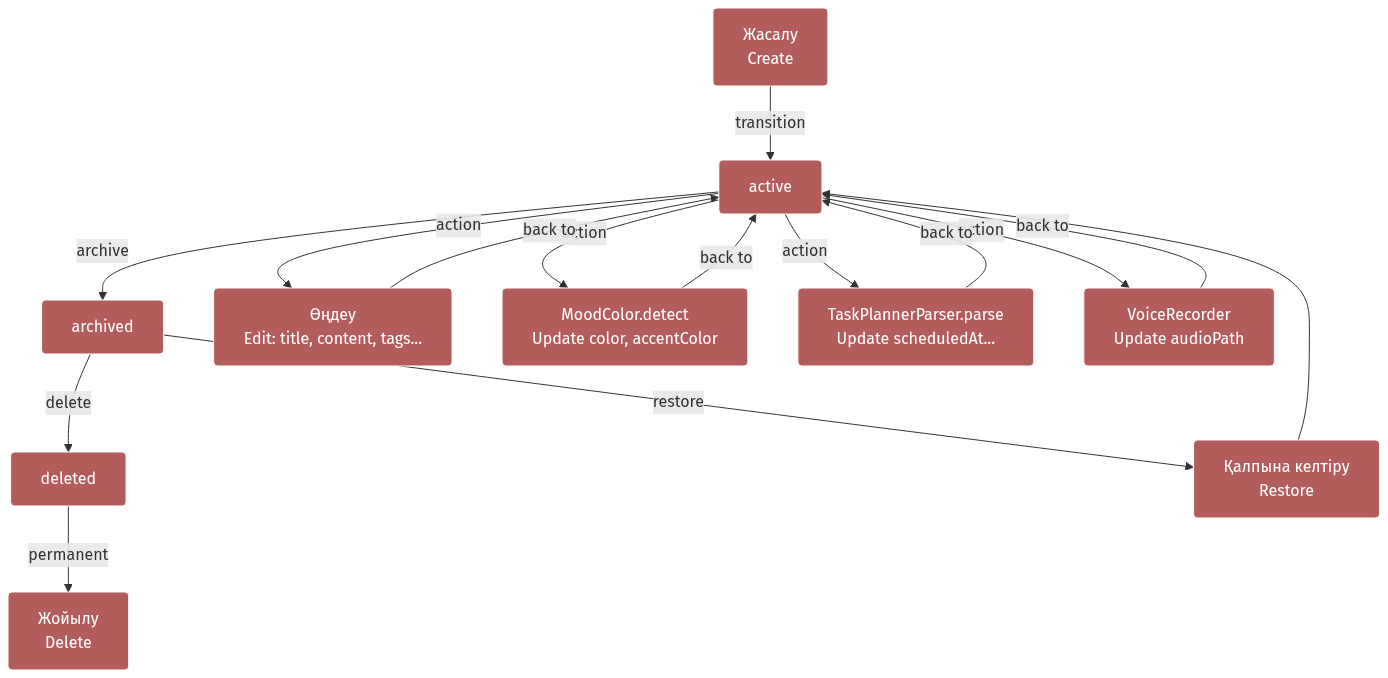 Жасалу
Create
transition
active
action
back to
tion
back to
ction
back to
archive
back to
action
archived
Өңдеу
Edit: title, content, tags...
MoodColor.detect
Update color, accentColor
TaskPlannerParser.parse
Update scheduledAt...
VoiceRecorder
Update audioPath
delete
restore
deleted
Қалпына келтіру
Restore
permanent
Жойылу
Delete